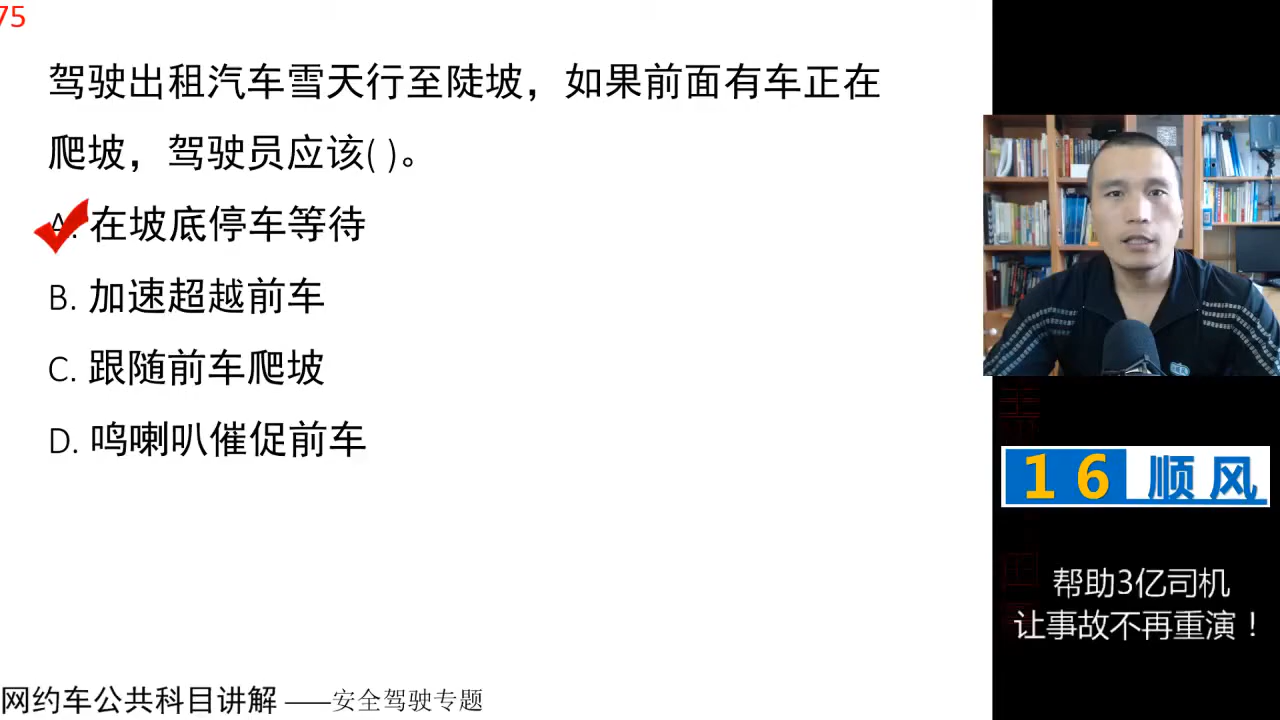 75
驾驶出租汽车雪天行至陡坡，如果前面有车正在
爬坡，驾驶员应该( )。
A. 在坡底停车等待
B. 加速超越前车
C. 跟随前车爬坡
D. 鸣喇叭催促前车
16 顺风
帮助3亿司机
让事故不再重演！
网约车公共科目讲解 ——安全驾驶专题